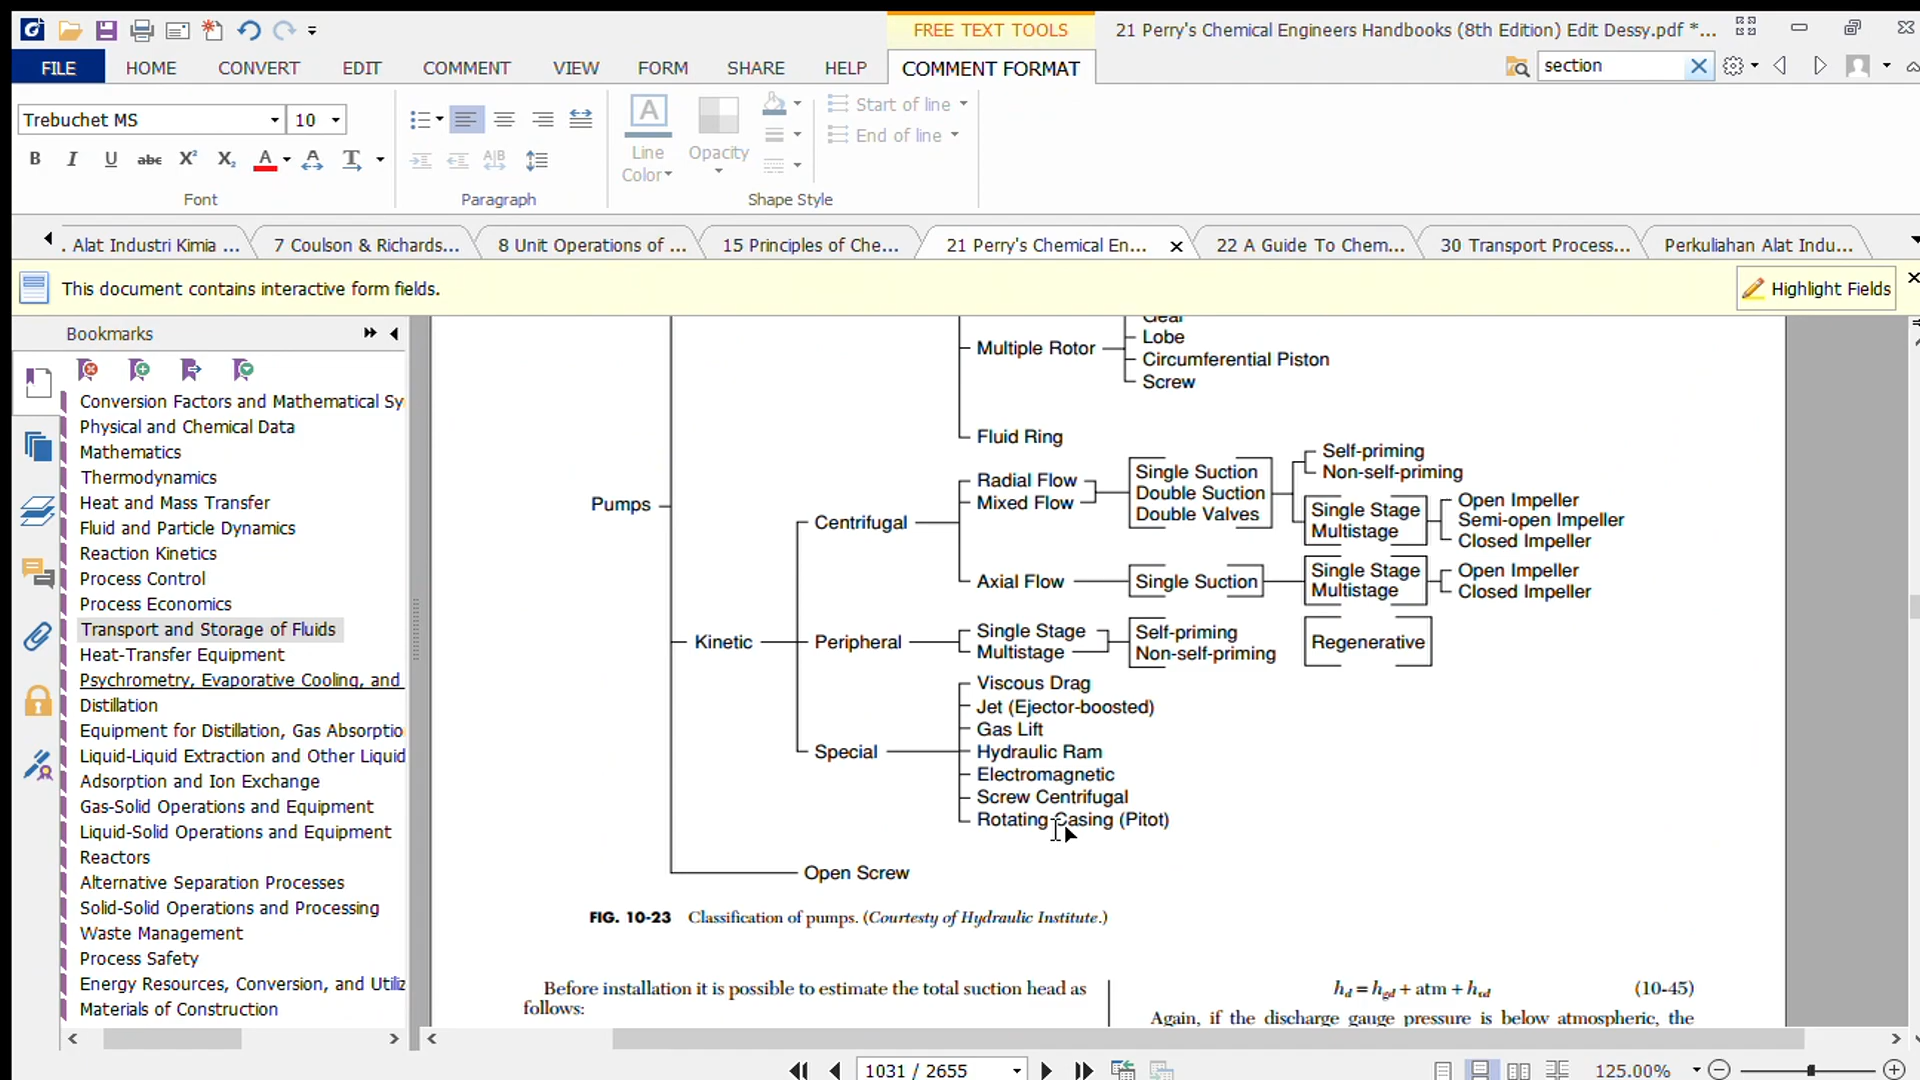 FREE TEXT TOOLS
21 Perry's Chemical Engineers Handbooks (8th Edition) Edit Dessy.pdf *...
FILE HOME CONVERT EDIT COMMENT VIEW FORM SHARE HELP COMMENT FORMAT
section
Trebuchet MS 10
Start of line
End of line
B I U abc X² X₂ A A T
A|B
Line Color
Opacity
Font Paragraph Shape Style
. Alat Industri Kimia ... 7 Coulson & Richards... 8 Unit Operations of ... 15 Principles of Che... 21 Perry's Chemical En... 22 A Guide To Chem... 30 Transport Process... Perkuliahan Alat Indu...
This document contains interactive form fields.
Highlight Fields
Bookmarks
Conversion Factors and Mathematical Sy
Physical and Chemical Data
Mathematics
Thermodynamics
Heat and Mass Transfer
Fluid and Particle Dynamics
Reaction Kinetics
Process Control
Process Economics
Transport and Storage of Fluids
Heat-Transfer Equipment
Psychrometry, Evaporative Cooling, and
Distillation
Equipment for Distillation, Gas Absorptio
Liquid-Liquid Extraction and Other Liquid
Adsorption and Ion Exchange
Gas-Solid Operations and Equipment
Liquid-Solid Operations and Equipment
Reactors
Alternative Separation Processes
Solid-Solid Operations and Processing
Waste Management
Process Safety
Energy Resources, Conversion, and Utiliz
Materials of Construction
Gear
Multiple Rotor
Lobe
Circumferential Piston
Screw
Fluid Ring
Pumps
Centrifugal
Radial Flow
Mixed Flow
Single Suction
Double Suction
Double Valves
Self-priming
Non-self-priming
Single Stage
Multistage
Open Impeller
Semi-open Impeller
Closed Impeller
Axial Flow
Single Suction
Single Stage
Multistage
Open Impeller
Closed Impeller
Kinetic
Peripheral
Single Stage
Multistage
Self-priming
Non-self-priming
Regenerative
Special
Viscous Drag
Jet (Ejector-boosted)
Gas Lift
Hydraulic Ram
Electromagnetic
Screw Centrifugal
Rotating Casing (Pitot)
Open Screw
FIG. 10-23 Classification of pumps. (Courtesty of Hydraulic Institute.)
Before installation it is possible to estimate the total suction head as
follows:
h_d = h_gd + atm + h_vd (10-45)
Again, if the discharge gauge pressure is below atmospheric, the
1031 / 2655
125.00%